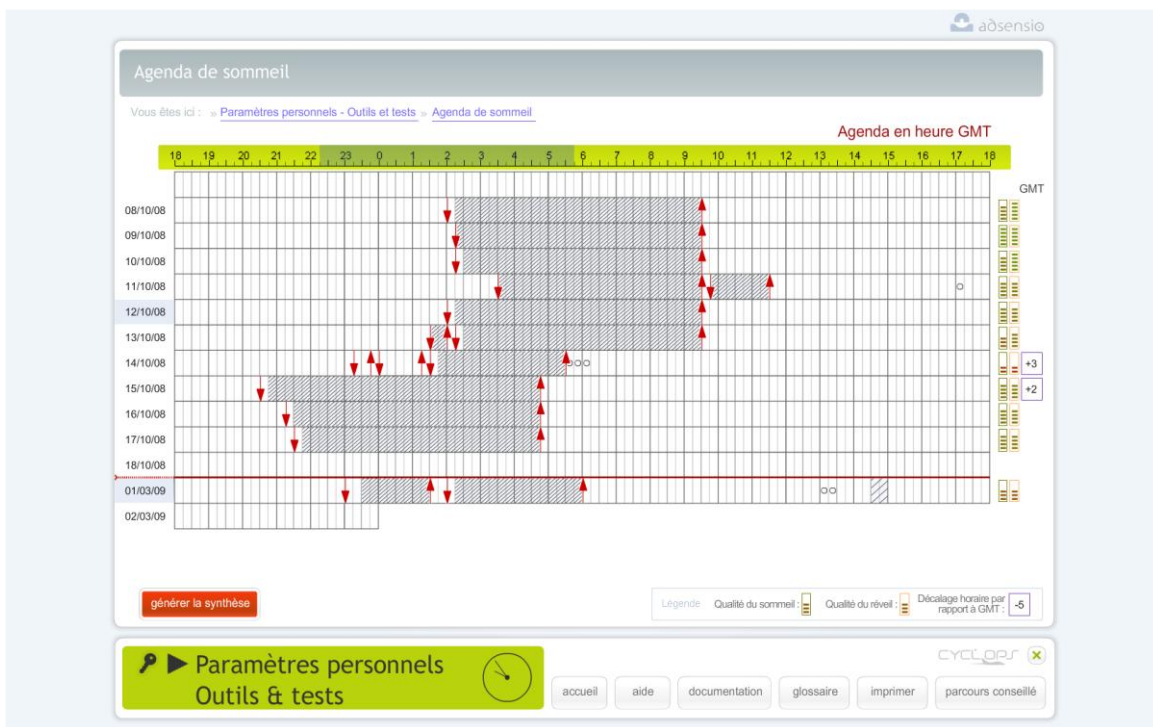 adsensio
Agenda de sommeil
Vous êtes ici : » Paramètres personnels - Outils et tests » Agenda de sommeil
Agenda en heure GMT
18 19 20 21 22 23 0 1 2 3 4 5 6 7 8 9 10 11 12 13 14 15 16 17 18
GMT
08/10/08
09/10/08
10/10/08
11/10/08
12/10/08
13/10/08
14/10/08 +3
15/10/08 +2
16/10/08
17/10/08
18/10/08
01/03/09
02/03/09
générer la synthèse
Légende Qualité du sommeil : Qualité du réveil : Décalage horaire par
rapport à GMT : -5
CYCLOPS
Paramètres personnels
Outils & tests
accueil aide documentation glossaire imprimer parcours conseillé